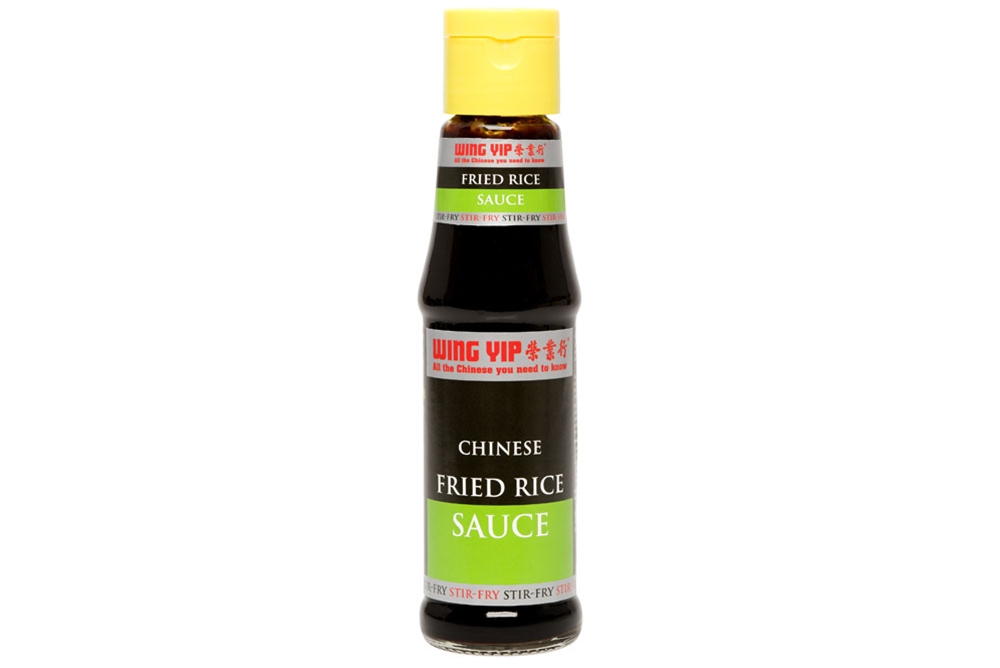 WING YIP 榮業行
All the Chinese you need to know
FRIED RICE
SAUCE
STIR-FRY STIR-FRY
WING YIP 榮業行
All the Chinese you need to know
CHINESE
FRIED RICE
SAUCE
STIR-FRY STIR-FRY